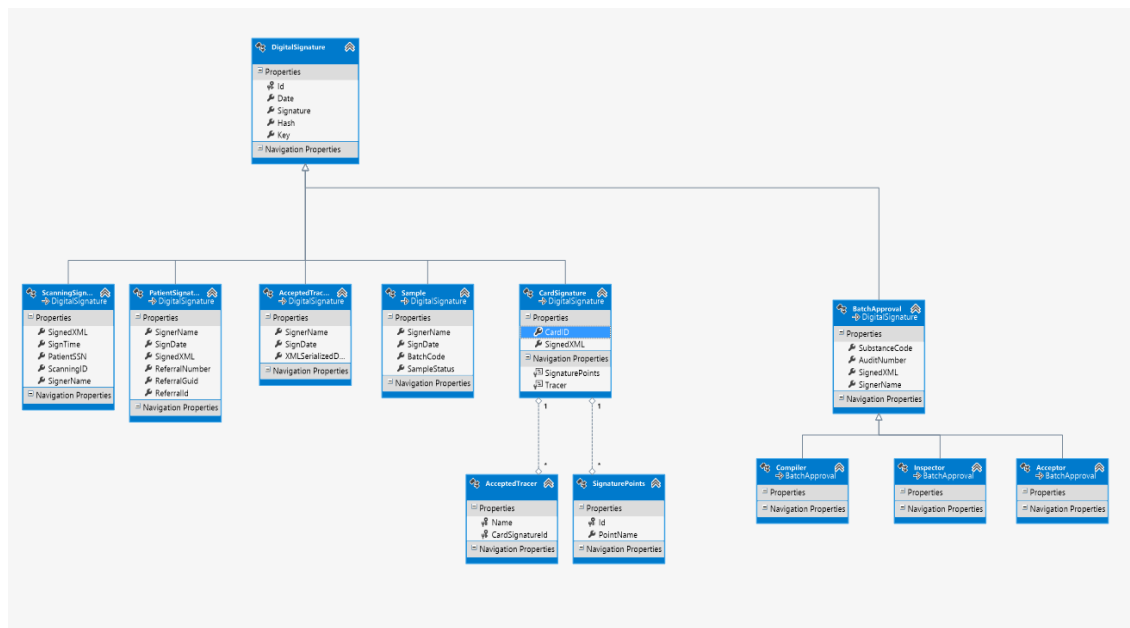 DigitalSignature
Properties
Id
Date
Signature
Hash
Key
Navigation Properties
ScanningSign...
DigitalSignature
Properties
SignedXML
SignTime
PatientSSN
ScanningID
SignerName
Navigation Properties
PatientSignat...
DigitalSignature
Properties
SignerName
SignDate
SignedXML
ReferralNumber
ReferralGuid
ReferralId
Navigation Properties
AcceptedTrac...
DigitalSignature
Properties
SignerName
SignDate
XMLSerializedD...
Navigation Properties
Sample
DigitalSignature
Properties
SignerName
SignDate
BatchCode
SampleStatus
Navigation Properties
CardSignature
DigitalSignature
Properties
CardID
SignedXML
Navigation Properties
SignaturePoints
Tracer
1
1
*
*
BatchApproval
DigitalSignature
Properties
SubstanceCode
AuditNumber
SignedXML
SignerName
Navigation Properties
AcceptedTracer
Properties
Name
CardSignatureId
Navigation Properties
SignaturePoints
Properties
Id
PointName
Navigation Properties
Compiler
BatchApproval
Properties
Navigation Properties
Inspector
BatchApproval
Properties
Navigation Properties
Acceptor
BatchApproval
Properties
Navigation Properties